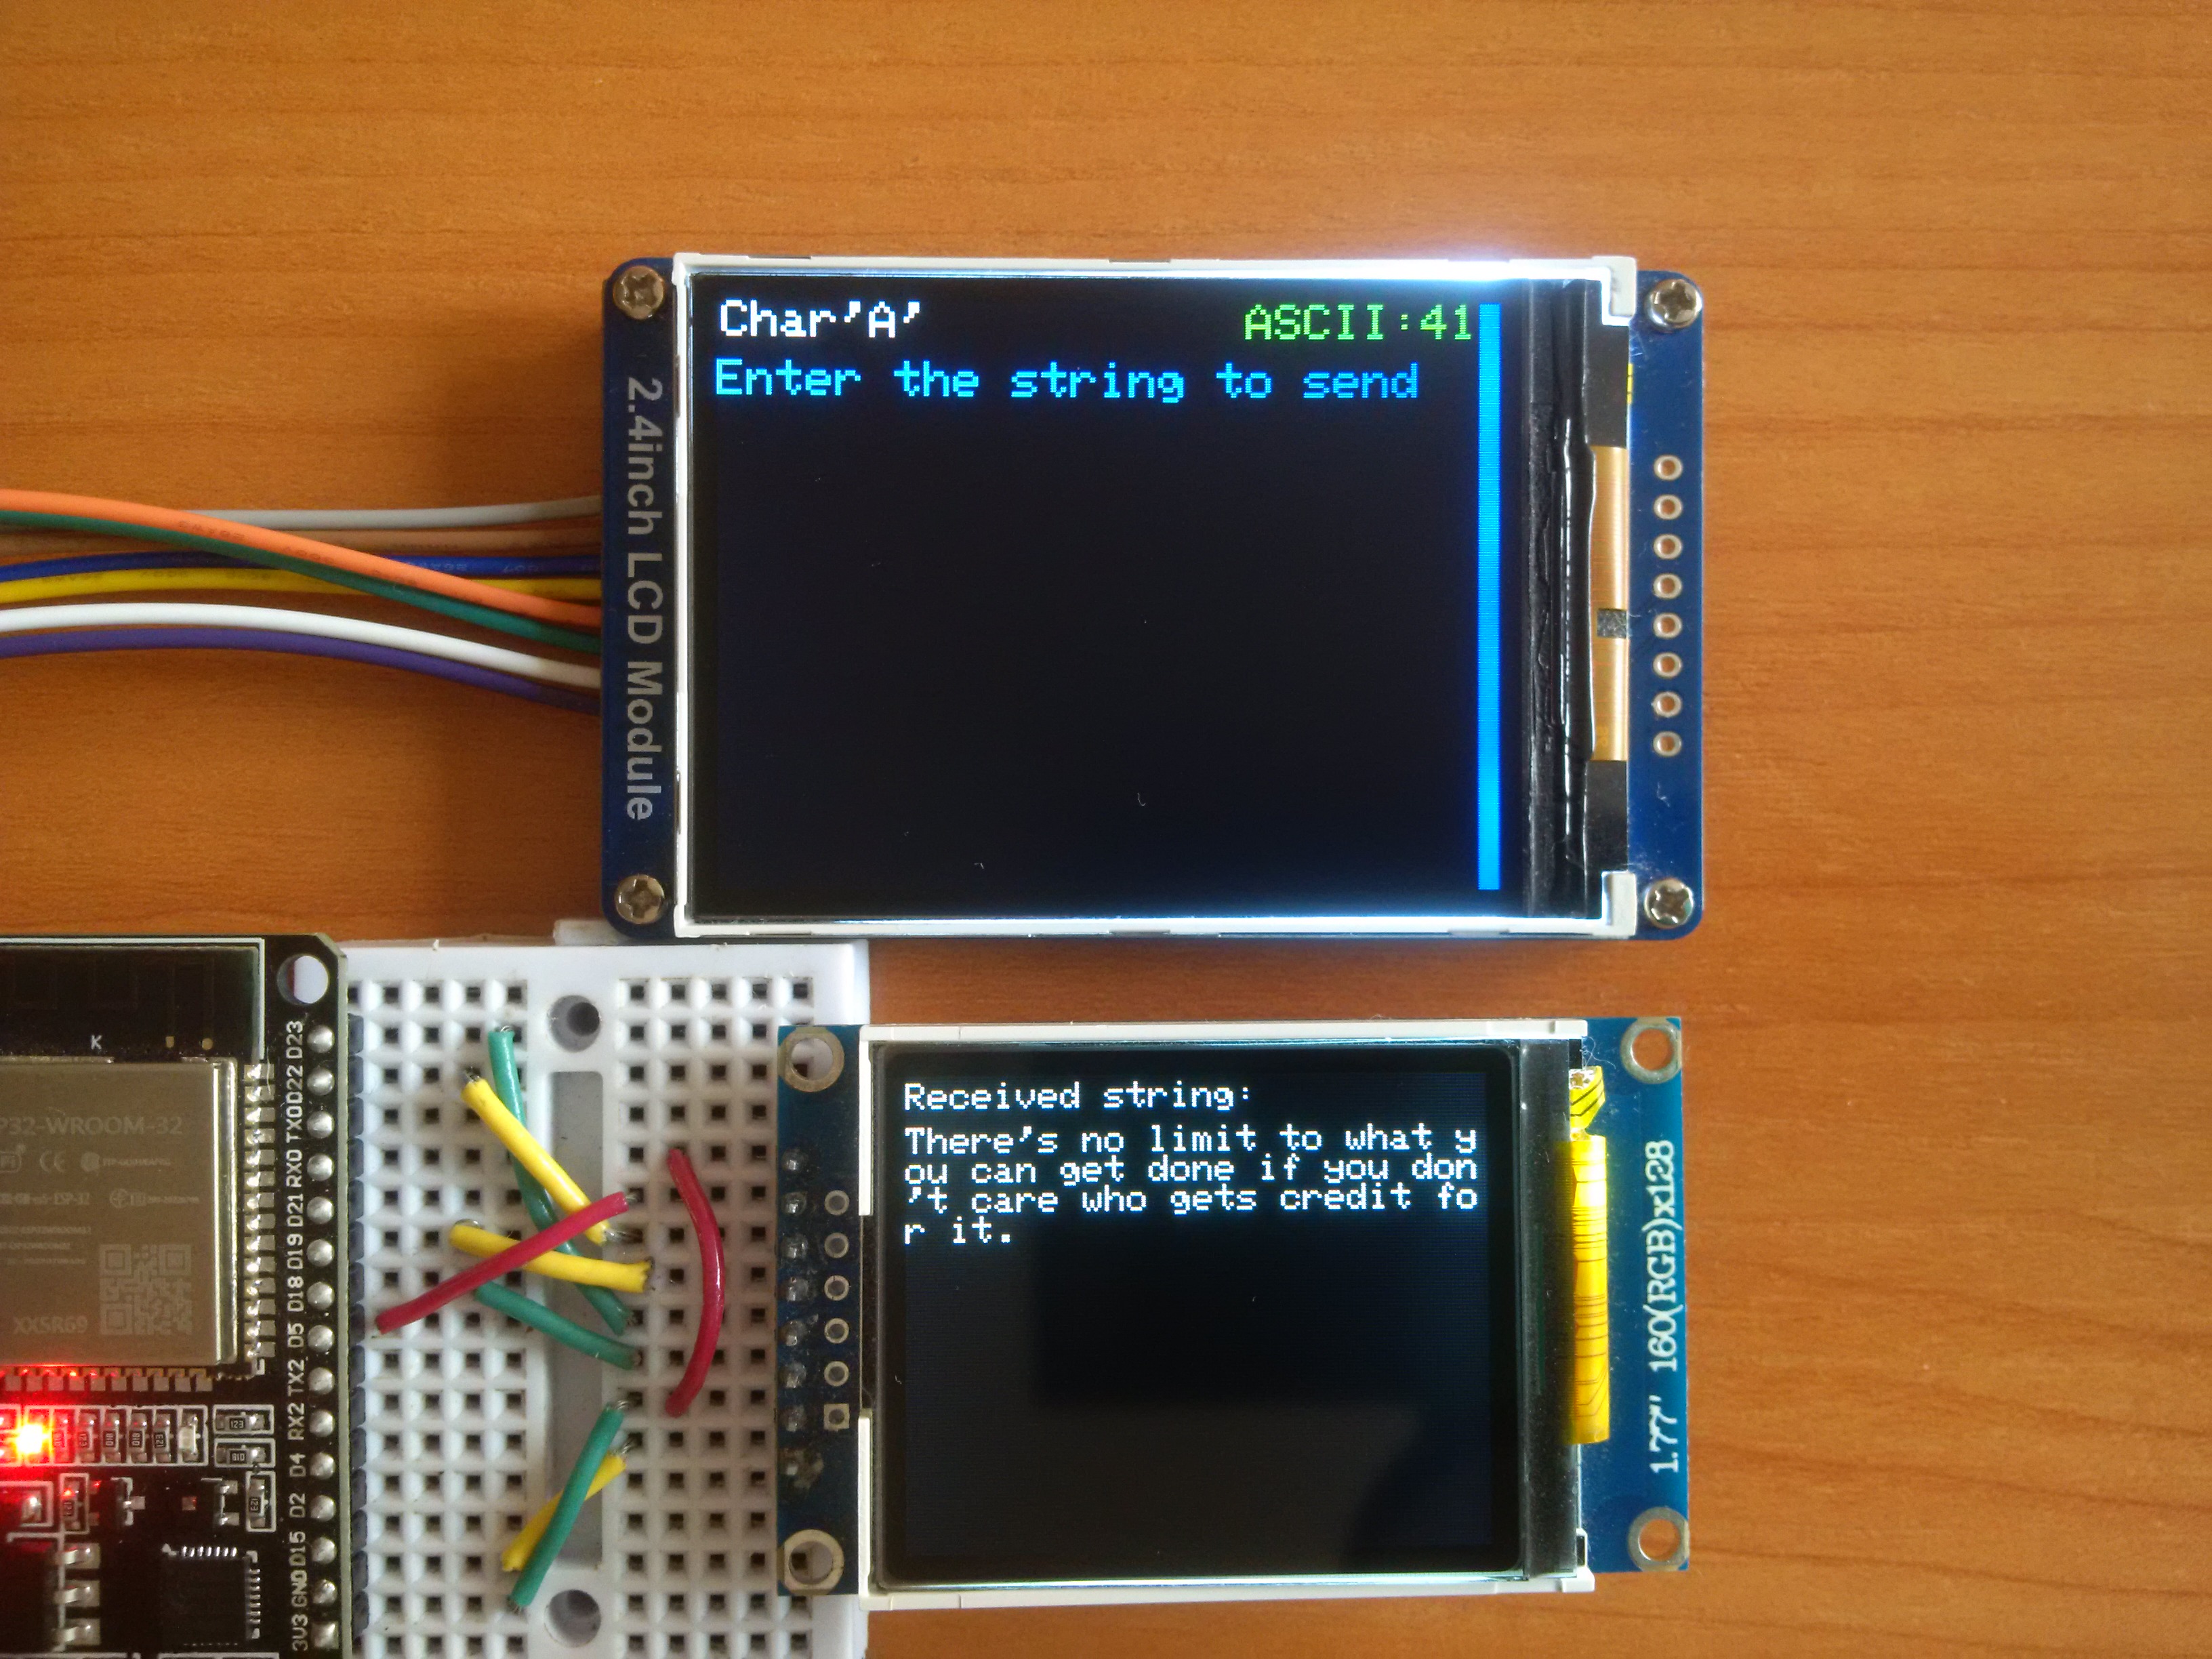 Char'A' ASCII:41
Enter the string to send
2.4inch LCD Module
Received string:
There's no limit to what y
ou can get done if you don
't care who gets credit fo
r it.
1.77" 160(RGB)x128
P32-WROOM-32
XX5R69
K
D23
D22
TX0
RX0
D21
D19
D18
D5
TX2
RX2
D4
D2
D15
GND
3V3